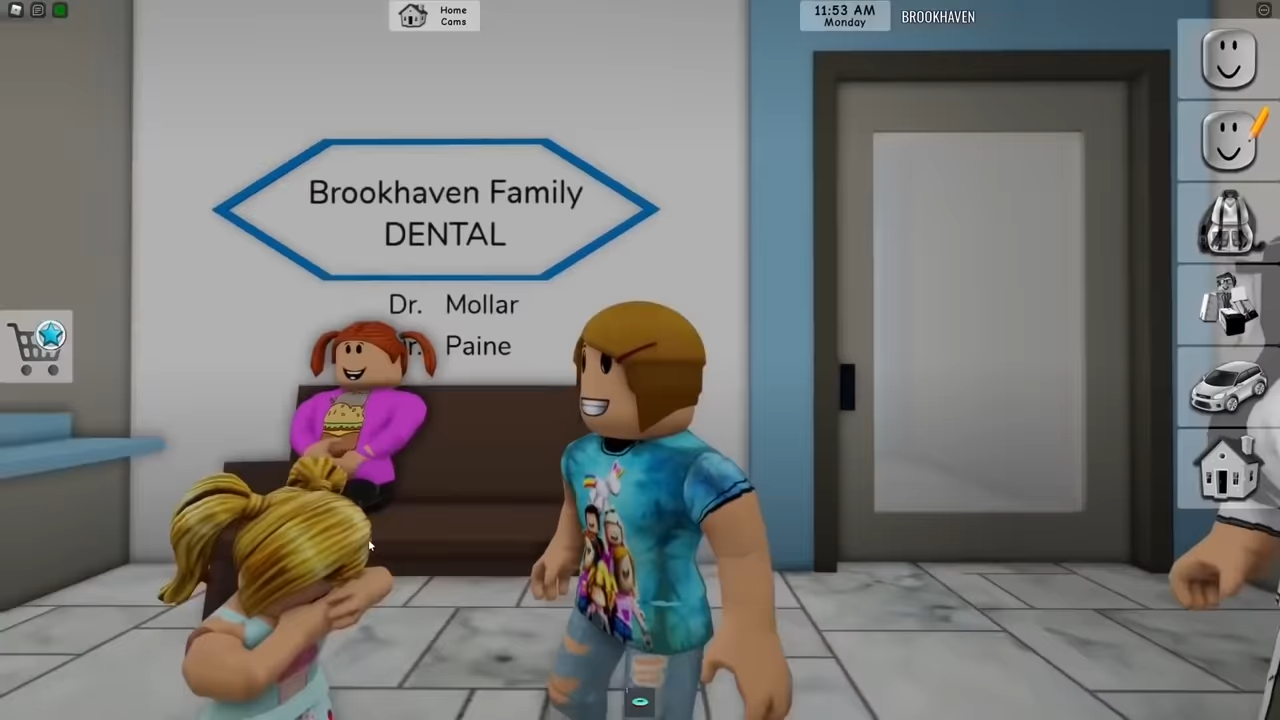 Home
Cams
11:53 AM
Monday
BROOKHAVEN
Brookhaven Family
DENTAL
Dr. Mollar
Paine